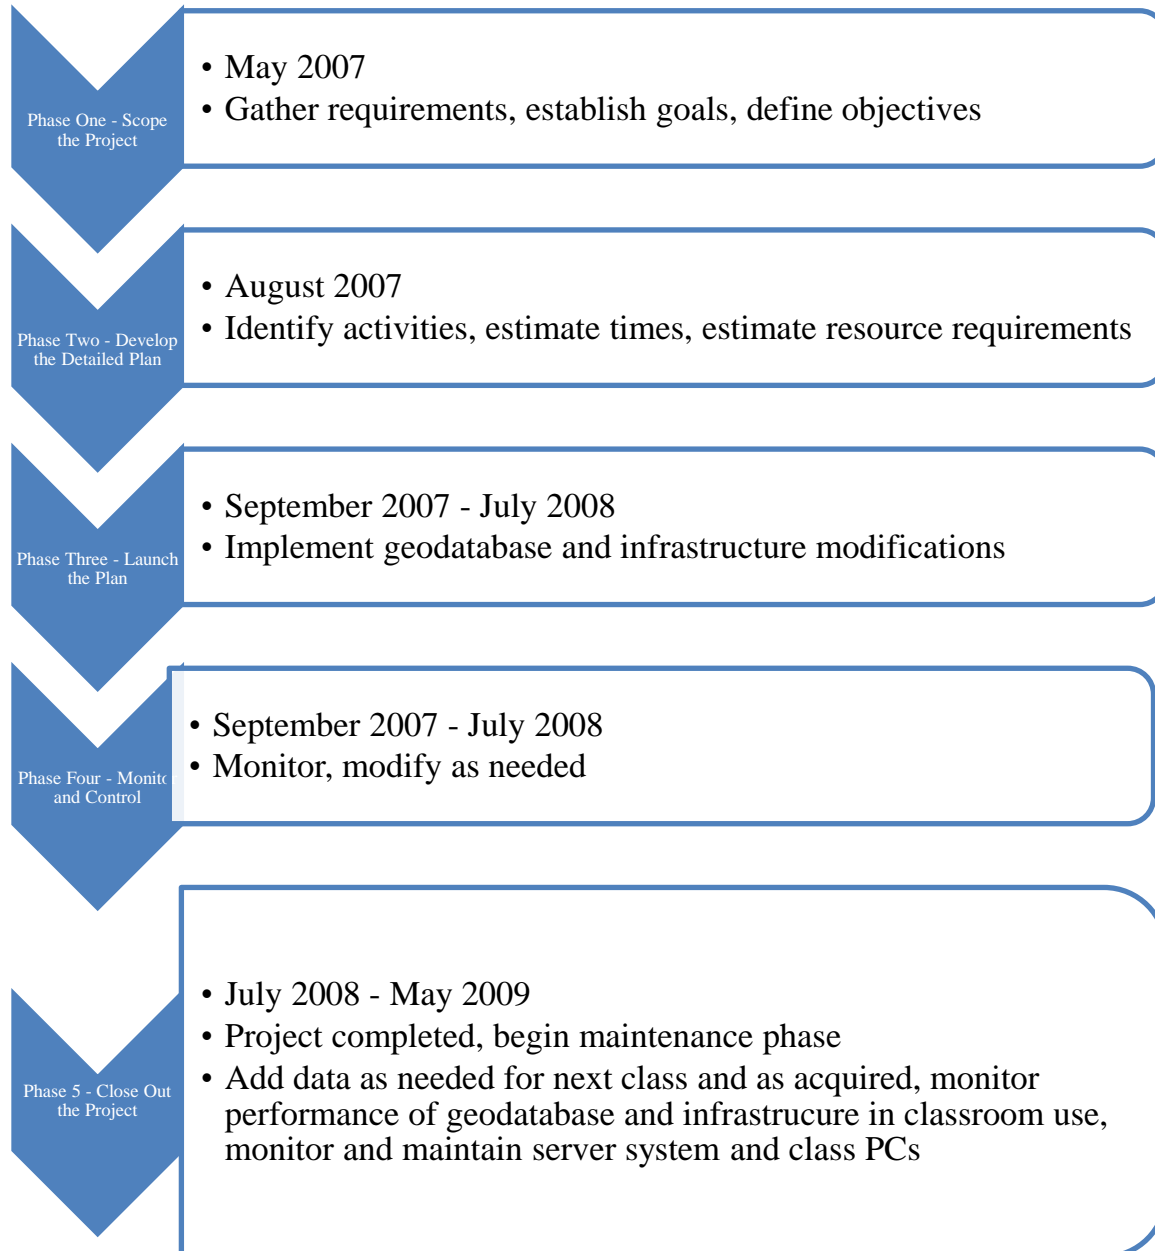 Phase One - Scope
the Project
• May 2007
• Gather requirements, establish goals, define objectives
Phase Two - Develop
the Detailed Plan
• August 2007
• Identify activities, estimate times, estimate resource requirements
Phase Three - Launch
the Plan
• September 2007 - July 2008
• Implement geodatabase and infrastructure modifications
Phase Four - Monitor
and Control
• September 2007 - July 2008
• Monitor, modify as needed
Phase 5 - Close Out
the Project
• July 2008 - May 2009
• Project completed, begin maintenance phase
• Add data as needed for next class and as acquired, monitor
performance of geodatabase and infrastrucure in classroom use,
monitor and maintain server system and class PCs